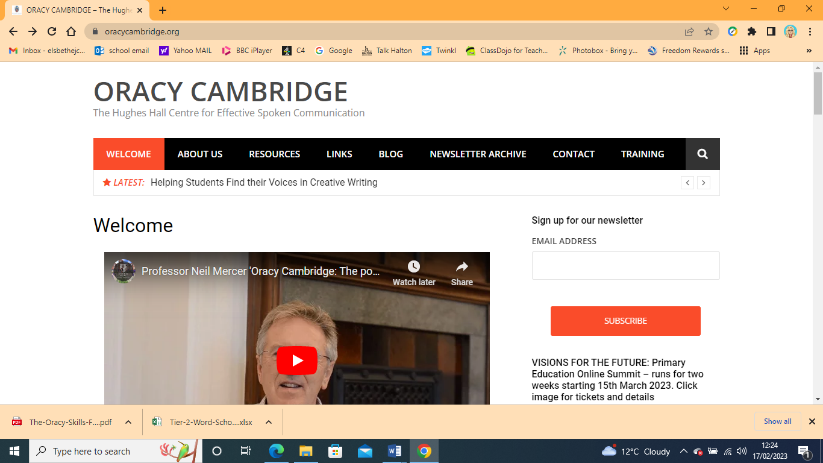 ORACY CAMBRIDGE – The Hugh
oracycambridge.org
Inbox - elsbethejc...
school email
Yahoo MAIL
BBC iPlayer
C4
Google
Talk Halton
Twinkl
ClassDojo for Teach...
Photobox - Bring y...
Freedom Rewards s...
Apps
»
ORACY CAMBRIDGE
The Hughes Hall Centre for Effective Spoken Communication
WELCOME
ABOUT US
RESOURCES
LINKS
BLOG
NEWSLETTER ARCHIVE
CONTACT
TRAINING
LATEST: Helping Students Find their Voices in Creative Writing
Welcome
Professor Neil Mercer 'Oracy Cambridge: The po...
Watch later
Share
Sign up for our newsletter
EMAIL ADDRESS
SUBSCRIBE
VISIONS FOR THE FUTURE: Primary
Education Online Summit – runs for two
weeks starting 15th March 2023. Click
image for tickets and details
The-Oracy-Skills-F....pdf
Tier-2-Word-Scho....xlsx
Show all
Type here to search
12°C Cloudy
12:24
17/02/2023
1